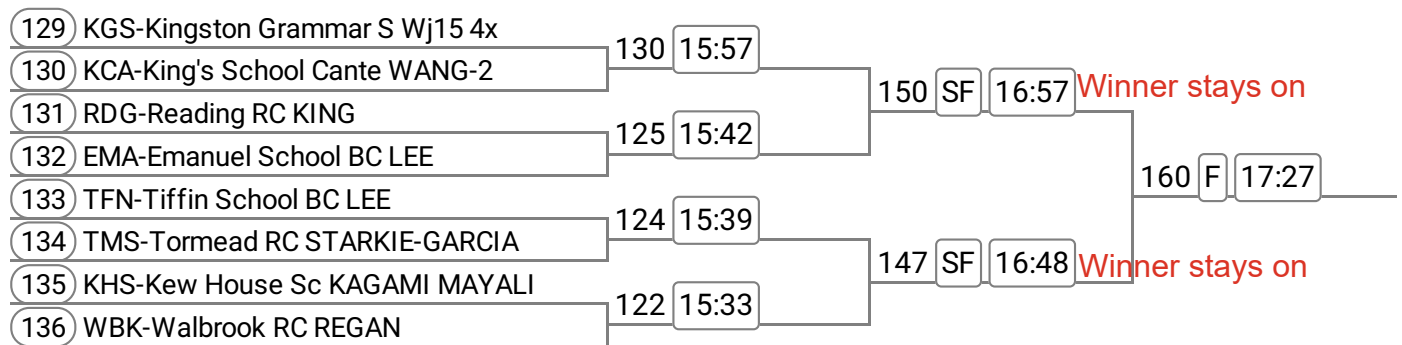 129 KGS-Kingston Grammar S Wj15 4x
130 15:57
130 KCA-King's School Cante WANG-2
150 SF 16:57 Winner stays on
131 RDG-Reading RC KING
125 15:42
132 EMA-Emanuel School BC LEE
160 F 17:27
133 TFN-Tiffin School BC LEE
124 15:39
134 TMS-Tormead RC STARKIE-GARCIA
147 SF 16:48 Winner stays on
135 KHS-Kew House Sc KAGAMI MAYALI
122 15:33
136 WBK-Walbrook RC REGAN